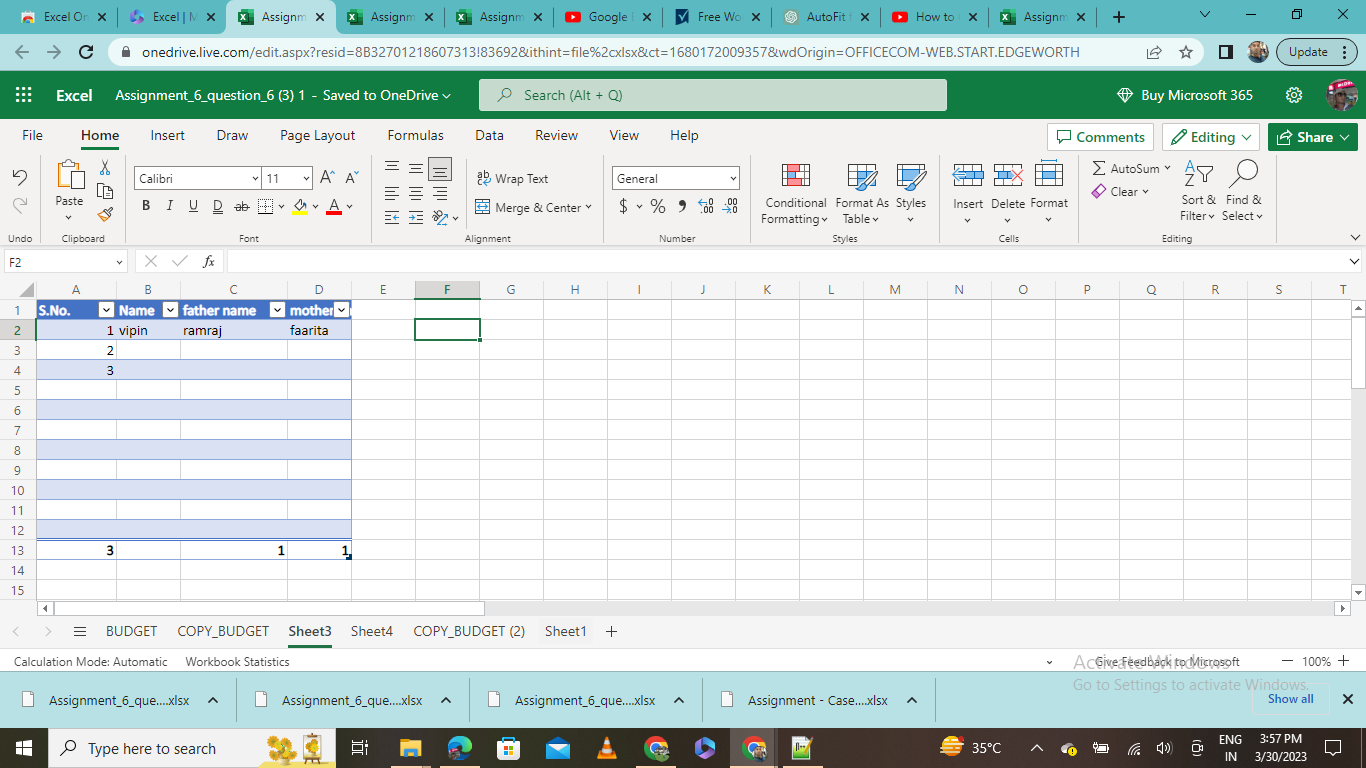 Excel On
Excel | M
Assignm
Assignm
Assignm
Google
Free Wo
AutoFit
How to
Assignm
onedrive.live.com/edit.aspx?resid=8B32701218607313!83692&ithint=file%2cxlsx&ct=1680172009357&wdOrigin=OFFICECOM-WEB.START.EDGEWORTH
Update
Excel Assignment_6_question_6 (3) 1 - Saved to OneDrive
Search (Alt + Q)
Buy Microsoft 365
File Home Insert Draw Page Layout Formulas Data Review View Help
Comments Editing Share
Calibri 11
Wrap Text
General
AutoSum
Paste
B I U D ab A
Merge & Center
$ % 9 .00
Conditional Formatting
Format As Table
Styles
Insert Delete Format
Clear
Sort & Filter
Find & Select
Undo Clipboard Font Alignment Number Styles Cells Editing
F2 fx
A B C D E F G H I J K L M N O P Q R S T
1 S.No. Name father name mother
2 1 vipin ramraj faarita
3 2
4 3
5
6
7
8
9
10
11
12
13 3 1 1
14
15
BUDGET COPY_BUDGET Sheet3 Sheet4 COPY_BUDGET (2) Sheet1
Calculation Mode: Automatic Workbook Statistics
Give Feedback to Microsoft 100%
Activate Windows
Go to Settings to activate Windows.
Assignment_6_que....xlsx
Assignment_6_que....xlsx
Assignment_6_que....xlsx
Assignment - Case....xlsx
Show all
Type here to search
35°C
ENG
IN
3:57 PM
3/30/2023